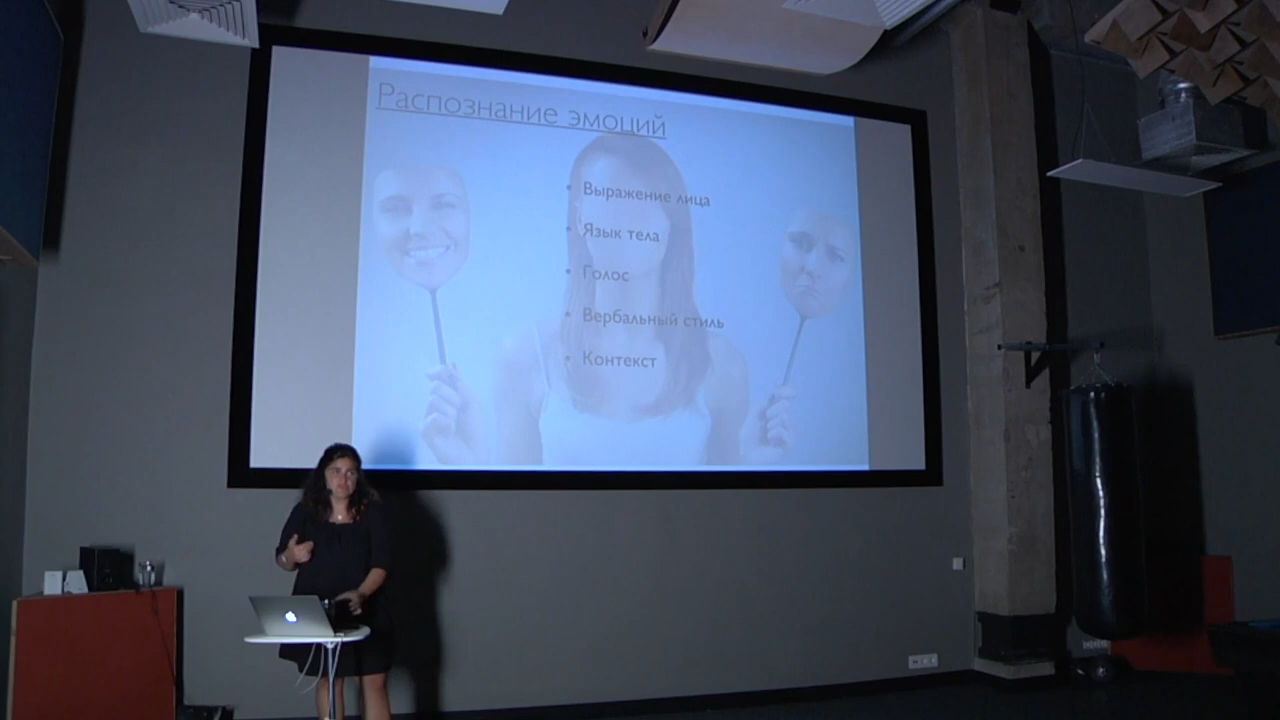 Распознание эмоций
• Выражение лица
• Язык тела
• Голос
• Вербальный стиль
• Контекст